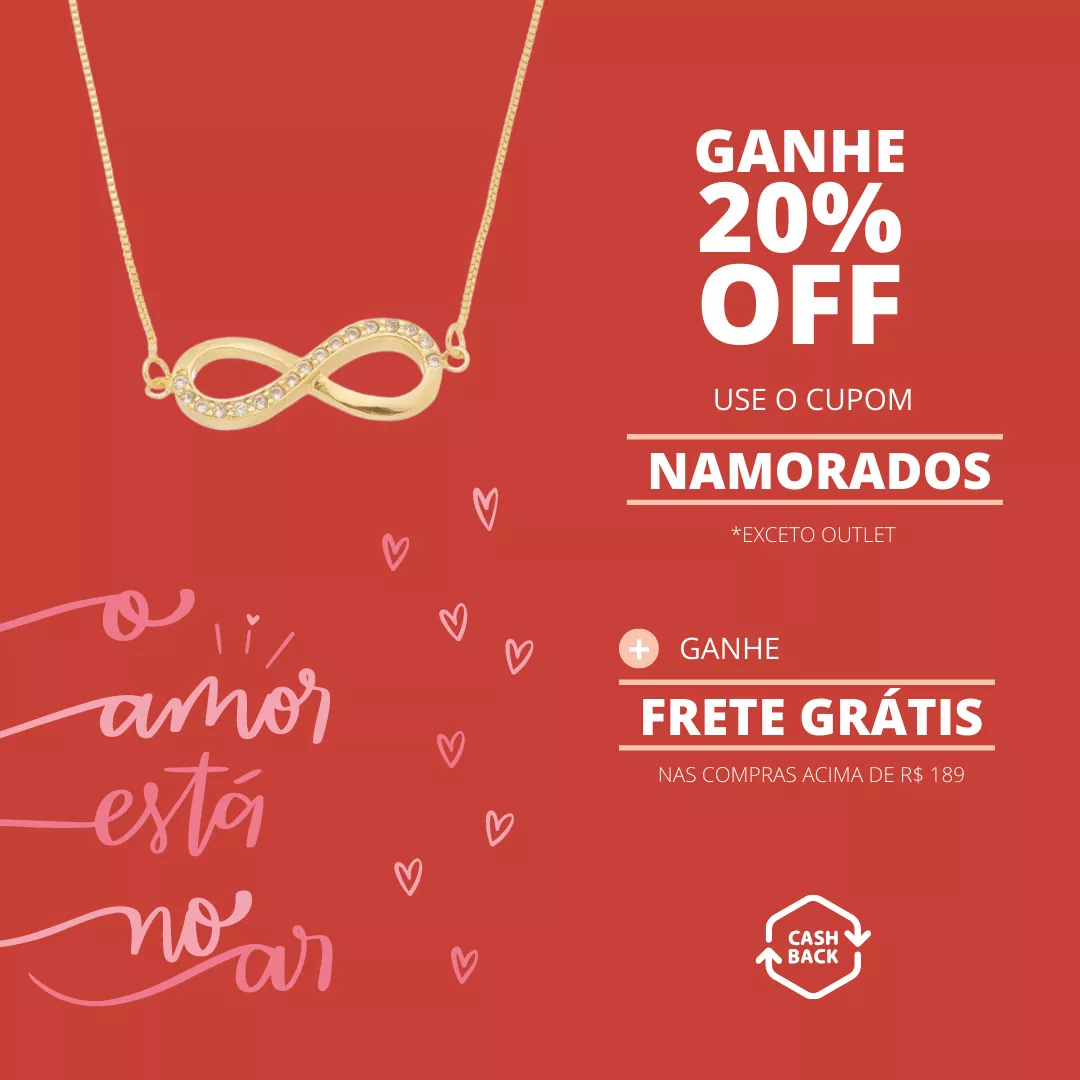 GANHE
20%
OFF
USE O CUPOM
NAMORADOS
*EXCETO OUTLET
+ GANHE
FRETE GRÁTIS
NAS COMPRAS ACIMA DE R$ 189
o
amor
está
no
ar
CASH
BACK